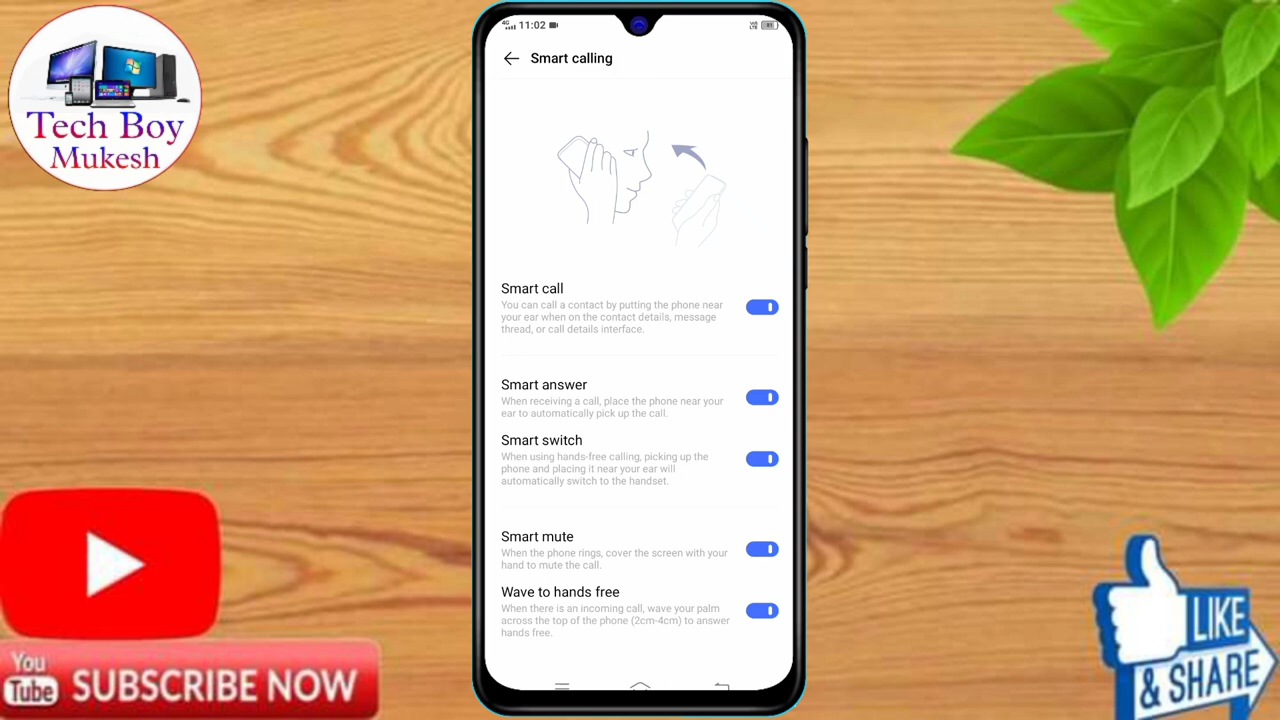 Tech Boy
Mukesh
4G 11:02
Smart calling
Smart call
You can call a contact by putting the phone near
your ear when on the contact details, message
thread, or call details interface.
Smart answer
When receiving a call, place the phone near your
ear to automatically pick up the call.
Smart switch
When using hands-free calling, picking up the
phone and placing it near your ear will
automatically switch to the handset.
Smart mute
When the phone rings, cover the screen with your
hand to mute the call.
Wave to hands free
When there is an incoming call, wave your palm
across the top of the phone (2cm-4cm) to answer
hands free.
You
Tube SUBSCRIBE NOW
LIKE
& SHARE